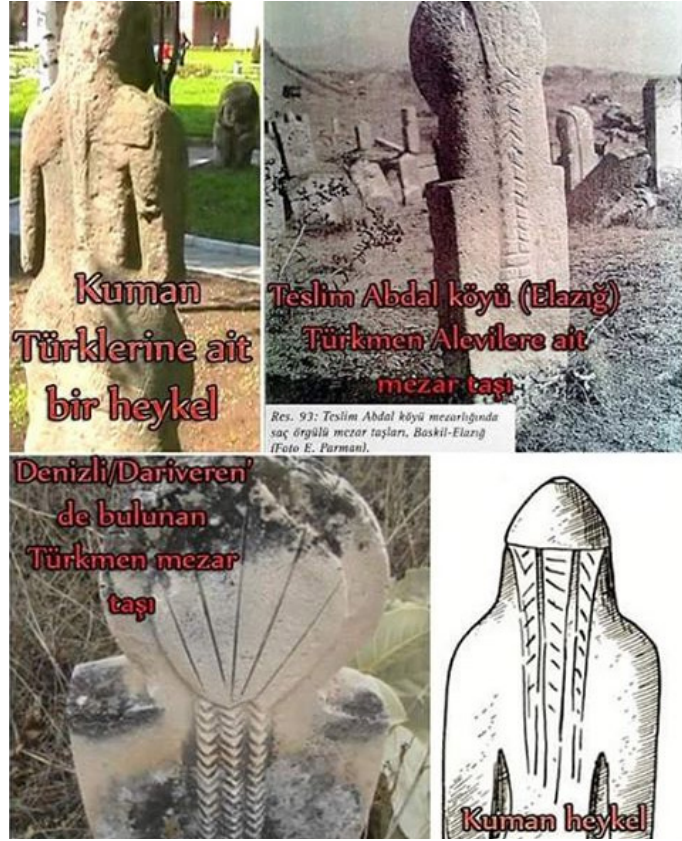 Kuman
Türklerine ait
bir heykel
Teslim Abdal köyü (Elazığ)
Türkmen Alevilere ait
mezar taşı
Res. 93: Teslim Abdal köyü mezarlığında
saç örgülü mezar taşları, Baskil-Elazığ
(Foto E. Parman).
Denizli/Dariveren'
de bulunan
Türkmen mezar
taşı
Kuman heykel